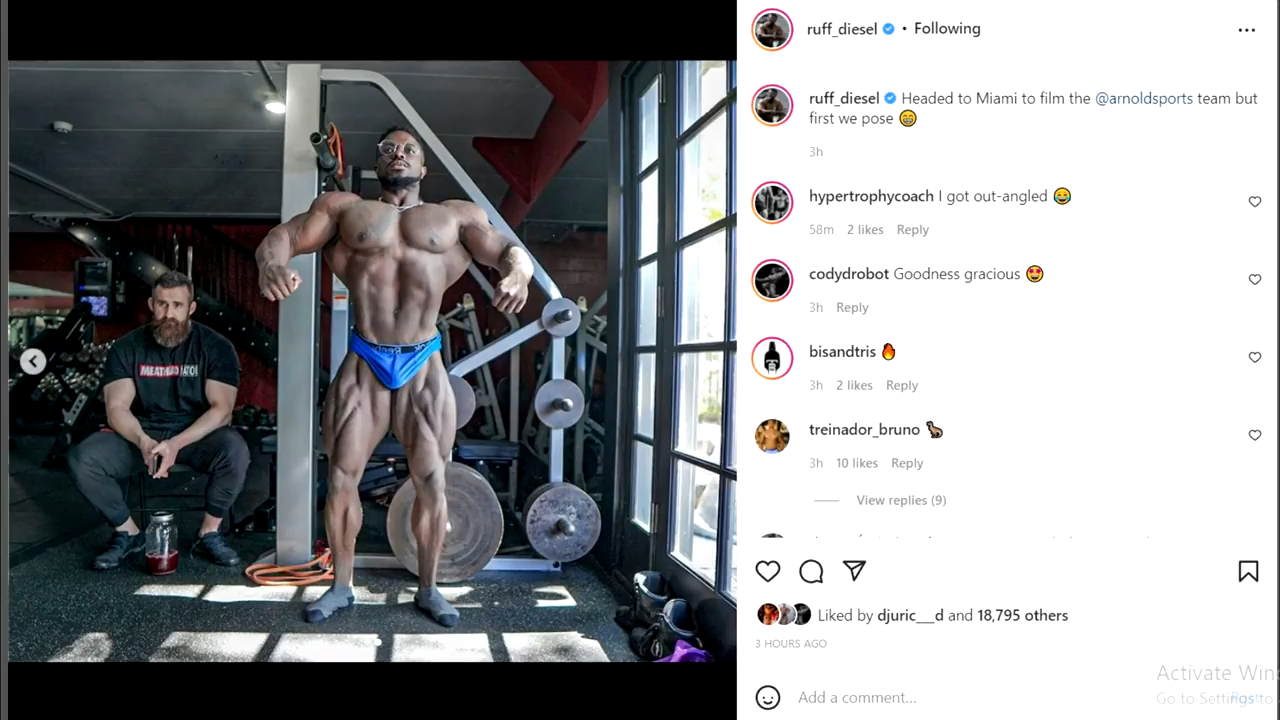 ruff_diesel • Following
ruff_diesel Headed to Miami to film the @arnoldsports team but
first we pose 😁
3h
hypertrophycoach I got out-angled 😂
58m 2 likes Reply
codydrobot Goodness gracious 😍
3h Reply
bisandtris 🔥
3h 2 likes Reply
treinador_bruno 🐛
3h 10 likes Reply
View replies (9)
Liked by djuric___d and 18,795 others
3 HOURS AGO
Add a comment...
Activate Win
Go to Settings to
Post